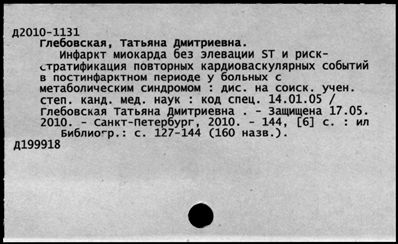 д2010-1131
Глебовская, Татьяна Дмитриевна.
Инфаркт миокарда без элевации ST и риск-
стратификация повторных кардиоваскулярных событий
в постинфарктном периоде у больных с
метаболическим синдромом : дис. на соиск. учен.
степ. канд. мед. наук : код спец. 14.01.05 /
Глебовская Татьяна Дмитриевна . - Защищена 17.05.
2010. - Санкт-Петербург, 2010. - 144, [6] с. : ил
Библиогр.: с. 127-144 (160 назв.).
д199918